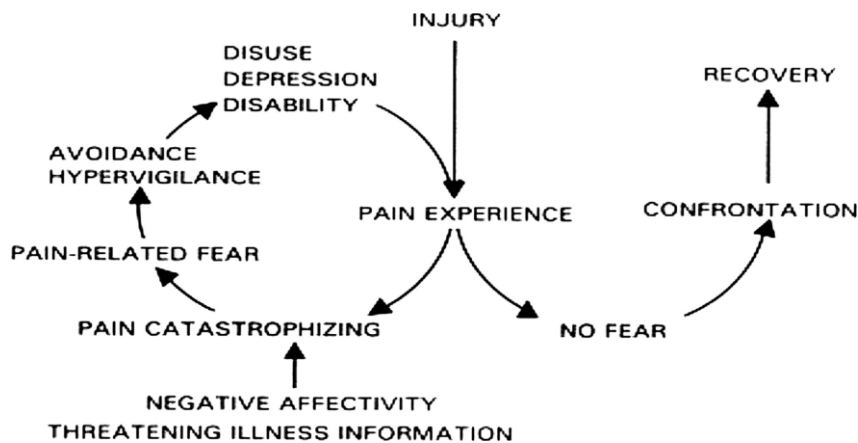 INJURY
DISUSE
DEPRESSION
DISABILITY
RECOVERY
AVOIDANCE
HYPERVIGILANCE
PAIN EXPERIENCE
CONFRONTATION
PAIN-RELATED FEAR
PAIN CATASTROPHIZING
NO FEAR
NEGATIVE AFFECTIVITY
THREATENING ILLNESS INFORMATION